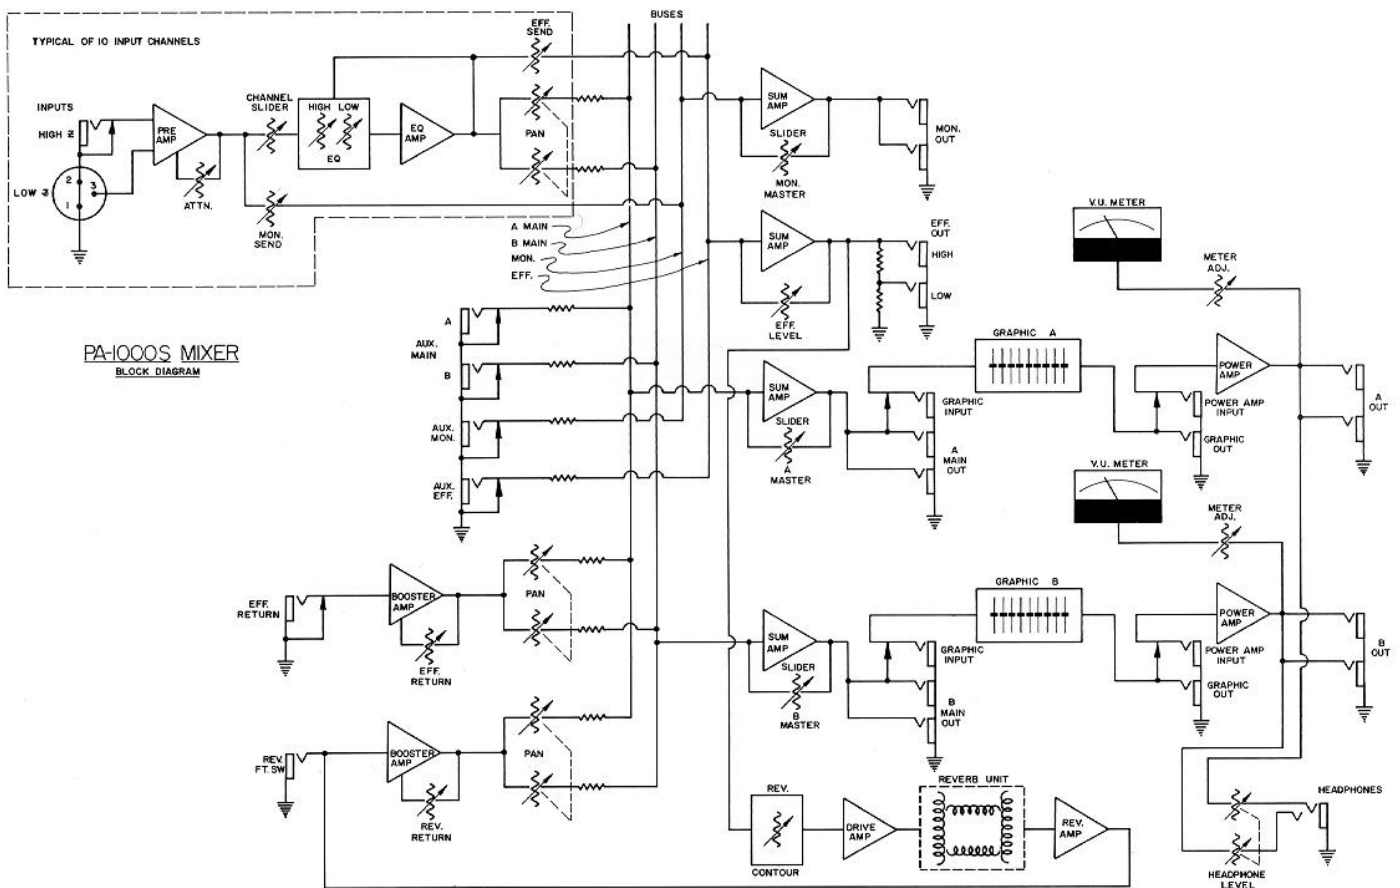 BUSES
TYPICAL OF 10 INPUT CHANNELS
EFF.
SEND
INPUTS
HIGH Z
LOW Z
2
3
1
PRE
AMP
ATTN.
CHANNEL
SLIDER
HIGH LOW
EQ
EQ
AMP
PAN
MON.
SEND
A MAIN
B MAIN
MON.
EFF.
SUM
AMP
SLIDER
MON.
MASTER
MON.
OUT
SUM
AMP
EFF.
LEVEL
EFF.
OUT
HIGH
LOW
V.U. METER
METER
ADJ.
PA-1000S MIXER
BLOCK DIAGRAM
A
AUX.
MAIN
B
AUX.
MON.
AUX.
EFF.
SUM
AMP
SLIDER
A
MASTER
GRAPHIC INPUT
A
MAIN
OUT
GRAPHIC A
POWER
AMP
POWER AMP
INPUT
GRAPHIC
OUT
A
OUT
V.U. METER
METER
ADJ.
EFF.
RETURN
BOOSTER
AMP
EFF.
RETURN
PAN
SUM
AMP
SLIDER
B
MASTER
GRAPHIC
INPUT
B
MAIN
OUT
GRAPHIC B
POWER
AMP
POWER AMP
INPUT
GRAPHIC
OUT
B
OUT
REV.
FT. SW.
BOOSTER
AMP
REV.
RETURN
PAN
REV.
CONTOUR
DRIVE
AMP
REVERB UNIT
REV.
AMP
HEADPHONES
HEADPHONE
LEVEL